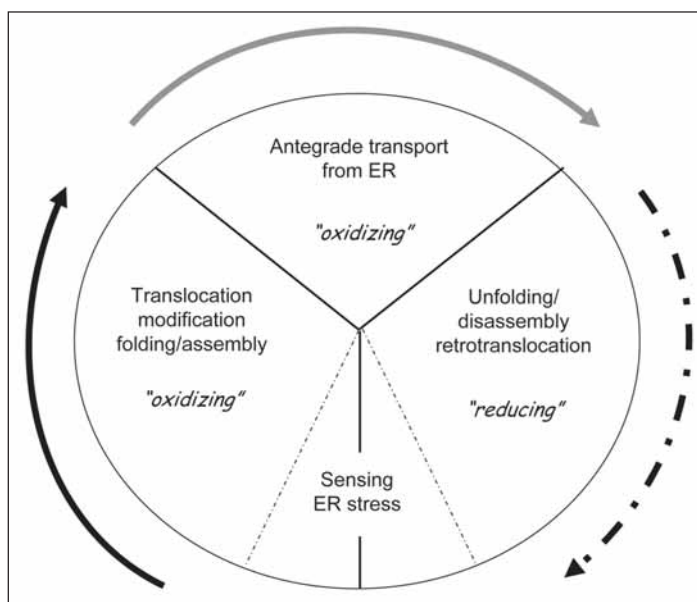 Antegrade transport
from ER
"oxidizing"
Translocation
modification
folding/assembly
"oxidizing"
Unfolding/
disassembly
retrotranslocation
"reducing"
Sensing
ER stress